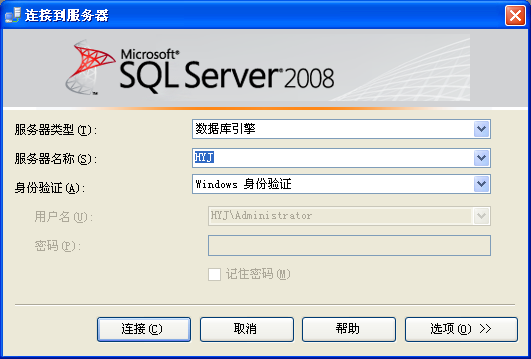 连接到服务器
Microsoft®
SQL Server® 2008
服务器类型(T): 数据库引擎
服务器名称(S): HYJ
身份验证(A): Windows 身份验证
用户名(U): HYJ\Administrator
密码(P):
记住密码(M)
连接(C) 取消 帮助 选项(O) >>